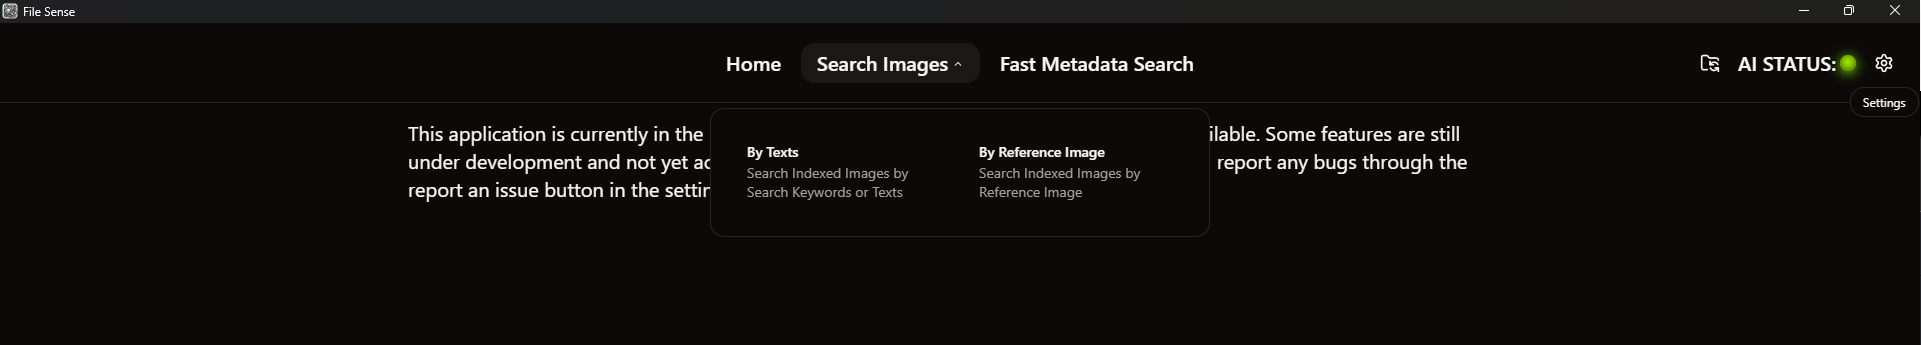 File Sense
Home Search Images Fast Metadata Search AI STATUS:
Settings
This application is currently in the ilable. Some features are still
under development and not yet ac report any bugs through the
report an issue button in the settin
By Texts
Search Indexed Images by
Search Keywords or Texts
By Reference Image
Search Indexed Images by
Reference Image